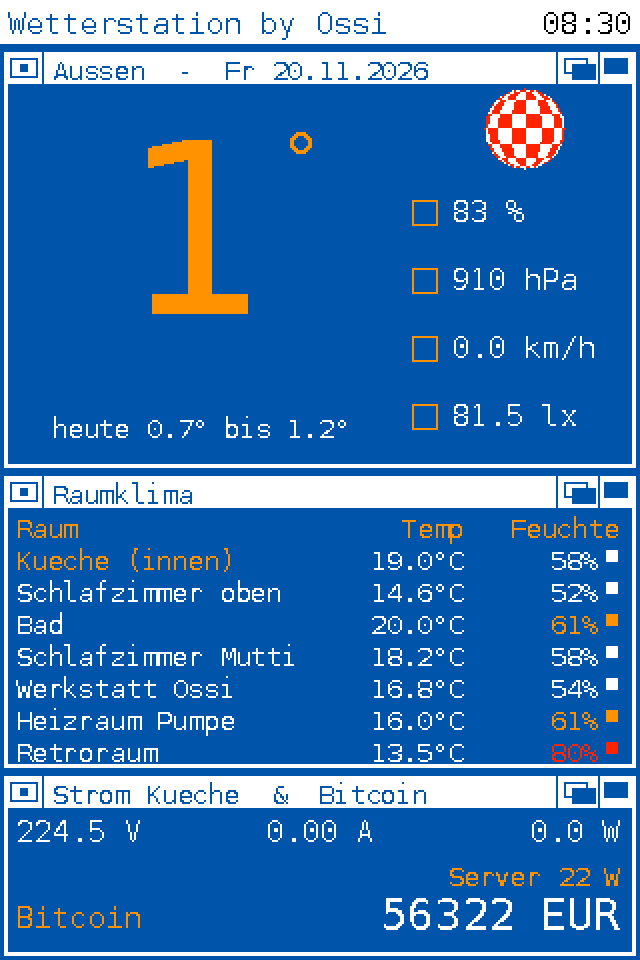 Wetterstation by Ossi 08:30
Aussen - Fr 20.11.2026
1°
83 %
910 hPa
0.0 km/h
81.5 lx
heute 0.7° bis 1.2°
Raumklima
Raum Temp Feuchte
Kueche (innen) 19.0°C 58%
Schlafzimmer oben 14.6°C 52%
Bad 20.0°C 61%
Schlafzimmer Mutti 18.2°C 58%
Werkstatt Ossi 16.8°C 54%
Heizraum Pumpe 16.0°C 61%
Retroraum 13.5°C 80%
Strom Kueche & Bitcoin
224.5 V 0.00 A 0.0 W
Server 22 W
Bitcoin 56322 EUR